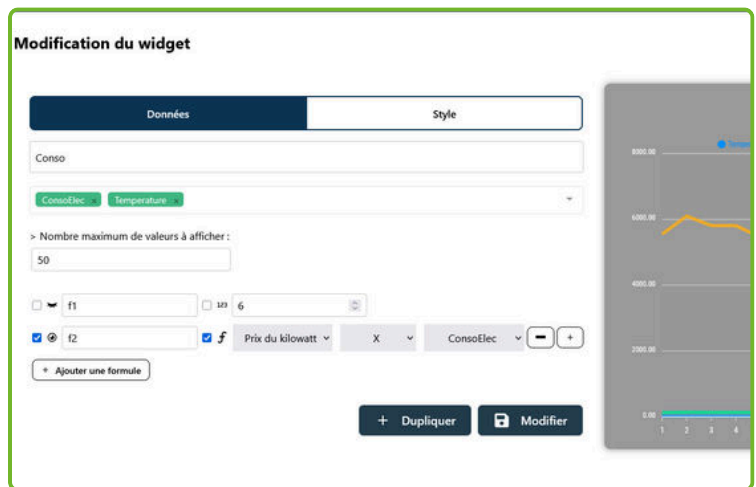 Modification du widget
Données Style
Conso
ConsoElec x Temperature x
> Nombre maximum de valeurs à afficher :
50
f1 123 6
f2 Prix du kilowatt X ConsoElec
+ Ajouter une formule
+ Dupliquer Modifier
8000.00
6000.00
4000.00
2000.00
0.00
1 2 3 4